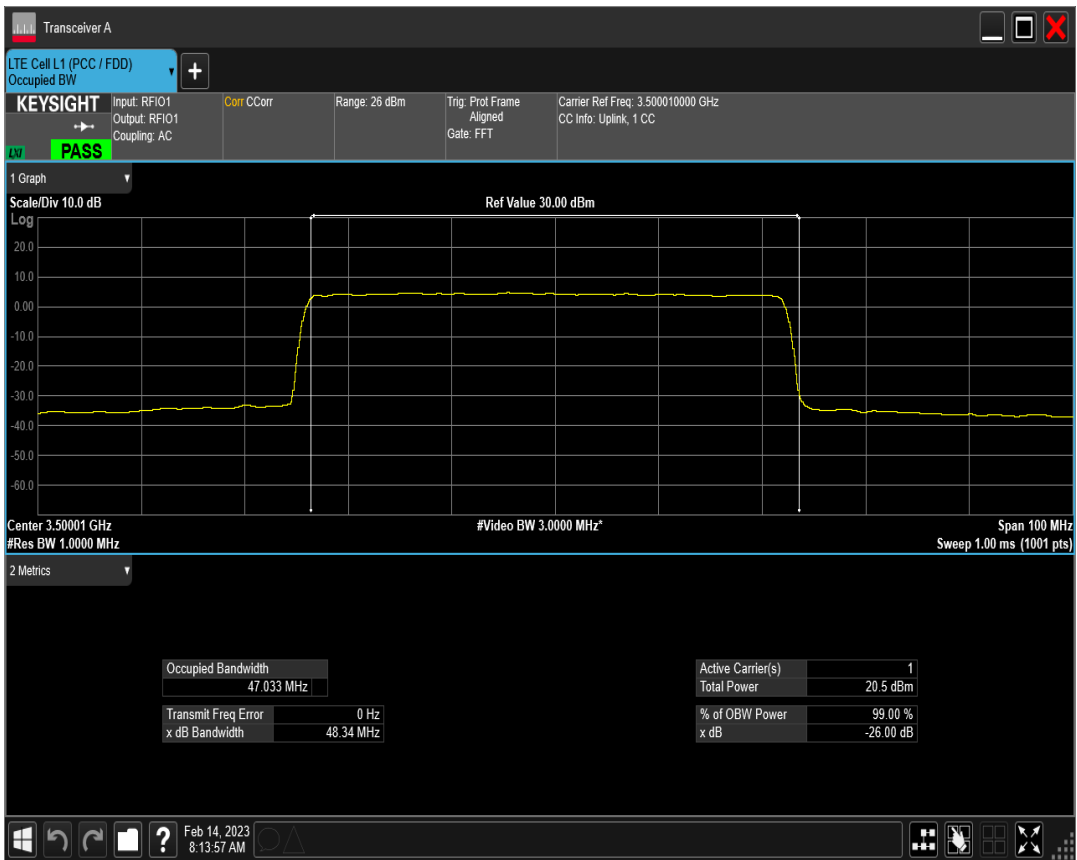 Transceiver A
LTE Cell L1 (PCC / FDD)
Occupied BW
+
KEYSIGHT
LXI
PASS
Input: RFIO1
Output: RFIO1
Coupling: AC
Corr CCorr
Range: 26 dBm
Trig: Prot Frame
Aligned
Gate: FFT
Carrier Ref Freq: 3.500010000 GHz
CC Info: Uplink, 1 CC
1 Graph
Scale/Div 10.0 dB
Ref Value 30.00 dBm
Log
20.0
10.0
0.00
-10.0
-20.0
-30.0
-40.0
-50.0
-60.0
Center 3.50001 GHz
#Video BW 3.0000 MHz*
Span 100 MHz
#Res BW 1.0000 MHz
Sweep 1.00 ms (1001 pts)
2 Metrics
Occupied Bandwidth
47.033 MHz
Transmit Freq Error 0 Hz
x dB Bandwidth 48.34 MHz
Active Carrier(s) 1
Total Power 20.5 dBm
% of OBW Power 99.00 %
x dB -26.00 dB
?
Feb 14, 2023
8:13:57 AM